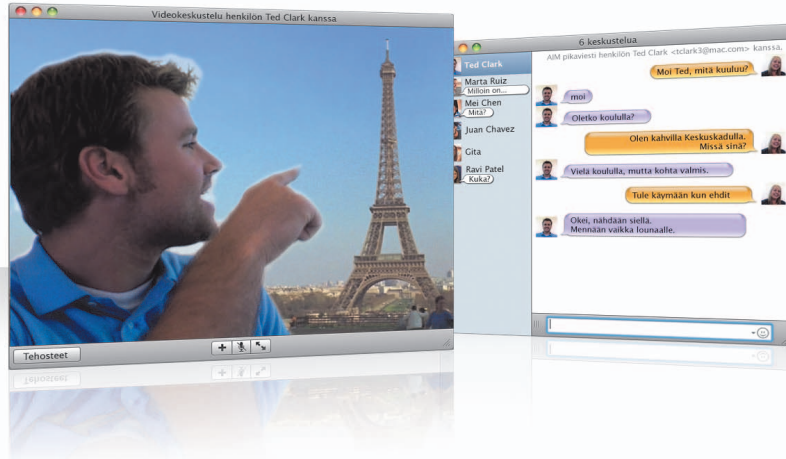 Videokeskustelu henkilön Ted Clark kanssa
Tehosteet
6 keskustelua
AIM pikaviesti henkilön Ted Clark <tclark3@mac.com> kanssa.
Ted Clark
Marta Ruiz
Milloin on...
Mei Chen
Mitä?
Juan Chavez
Gita
Ravi Patel
Kuka?
Moi Ted, mitä kuuluu?
moi
Oletko koululla?
Olen kahvilla Keskuskadulla.
Missä sinä?
Vielä koululla, mutta kohta valmis.
Tule käymään kun ehdit
Okei, nähdään siellä.
Mennään vaikka lounaalle.